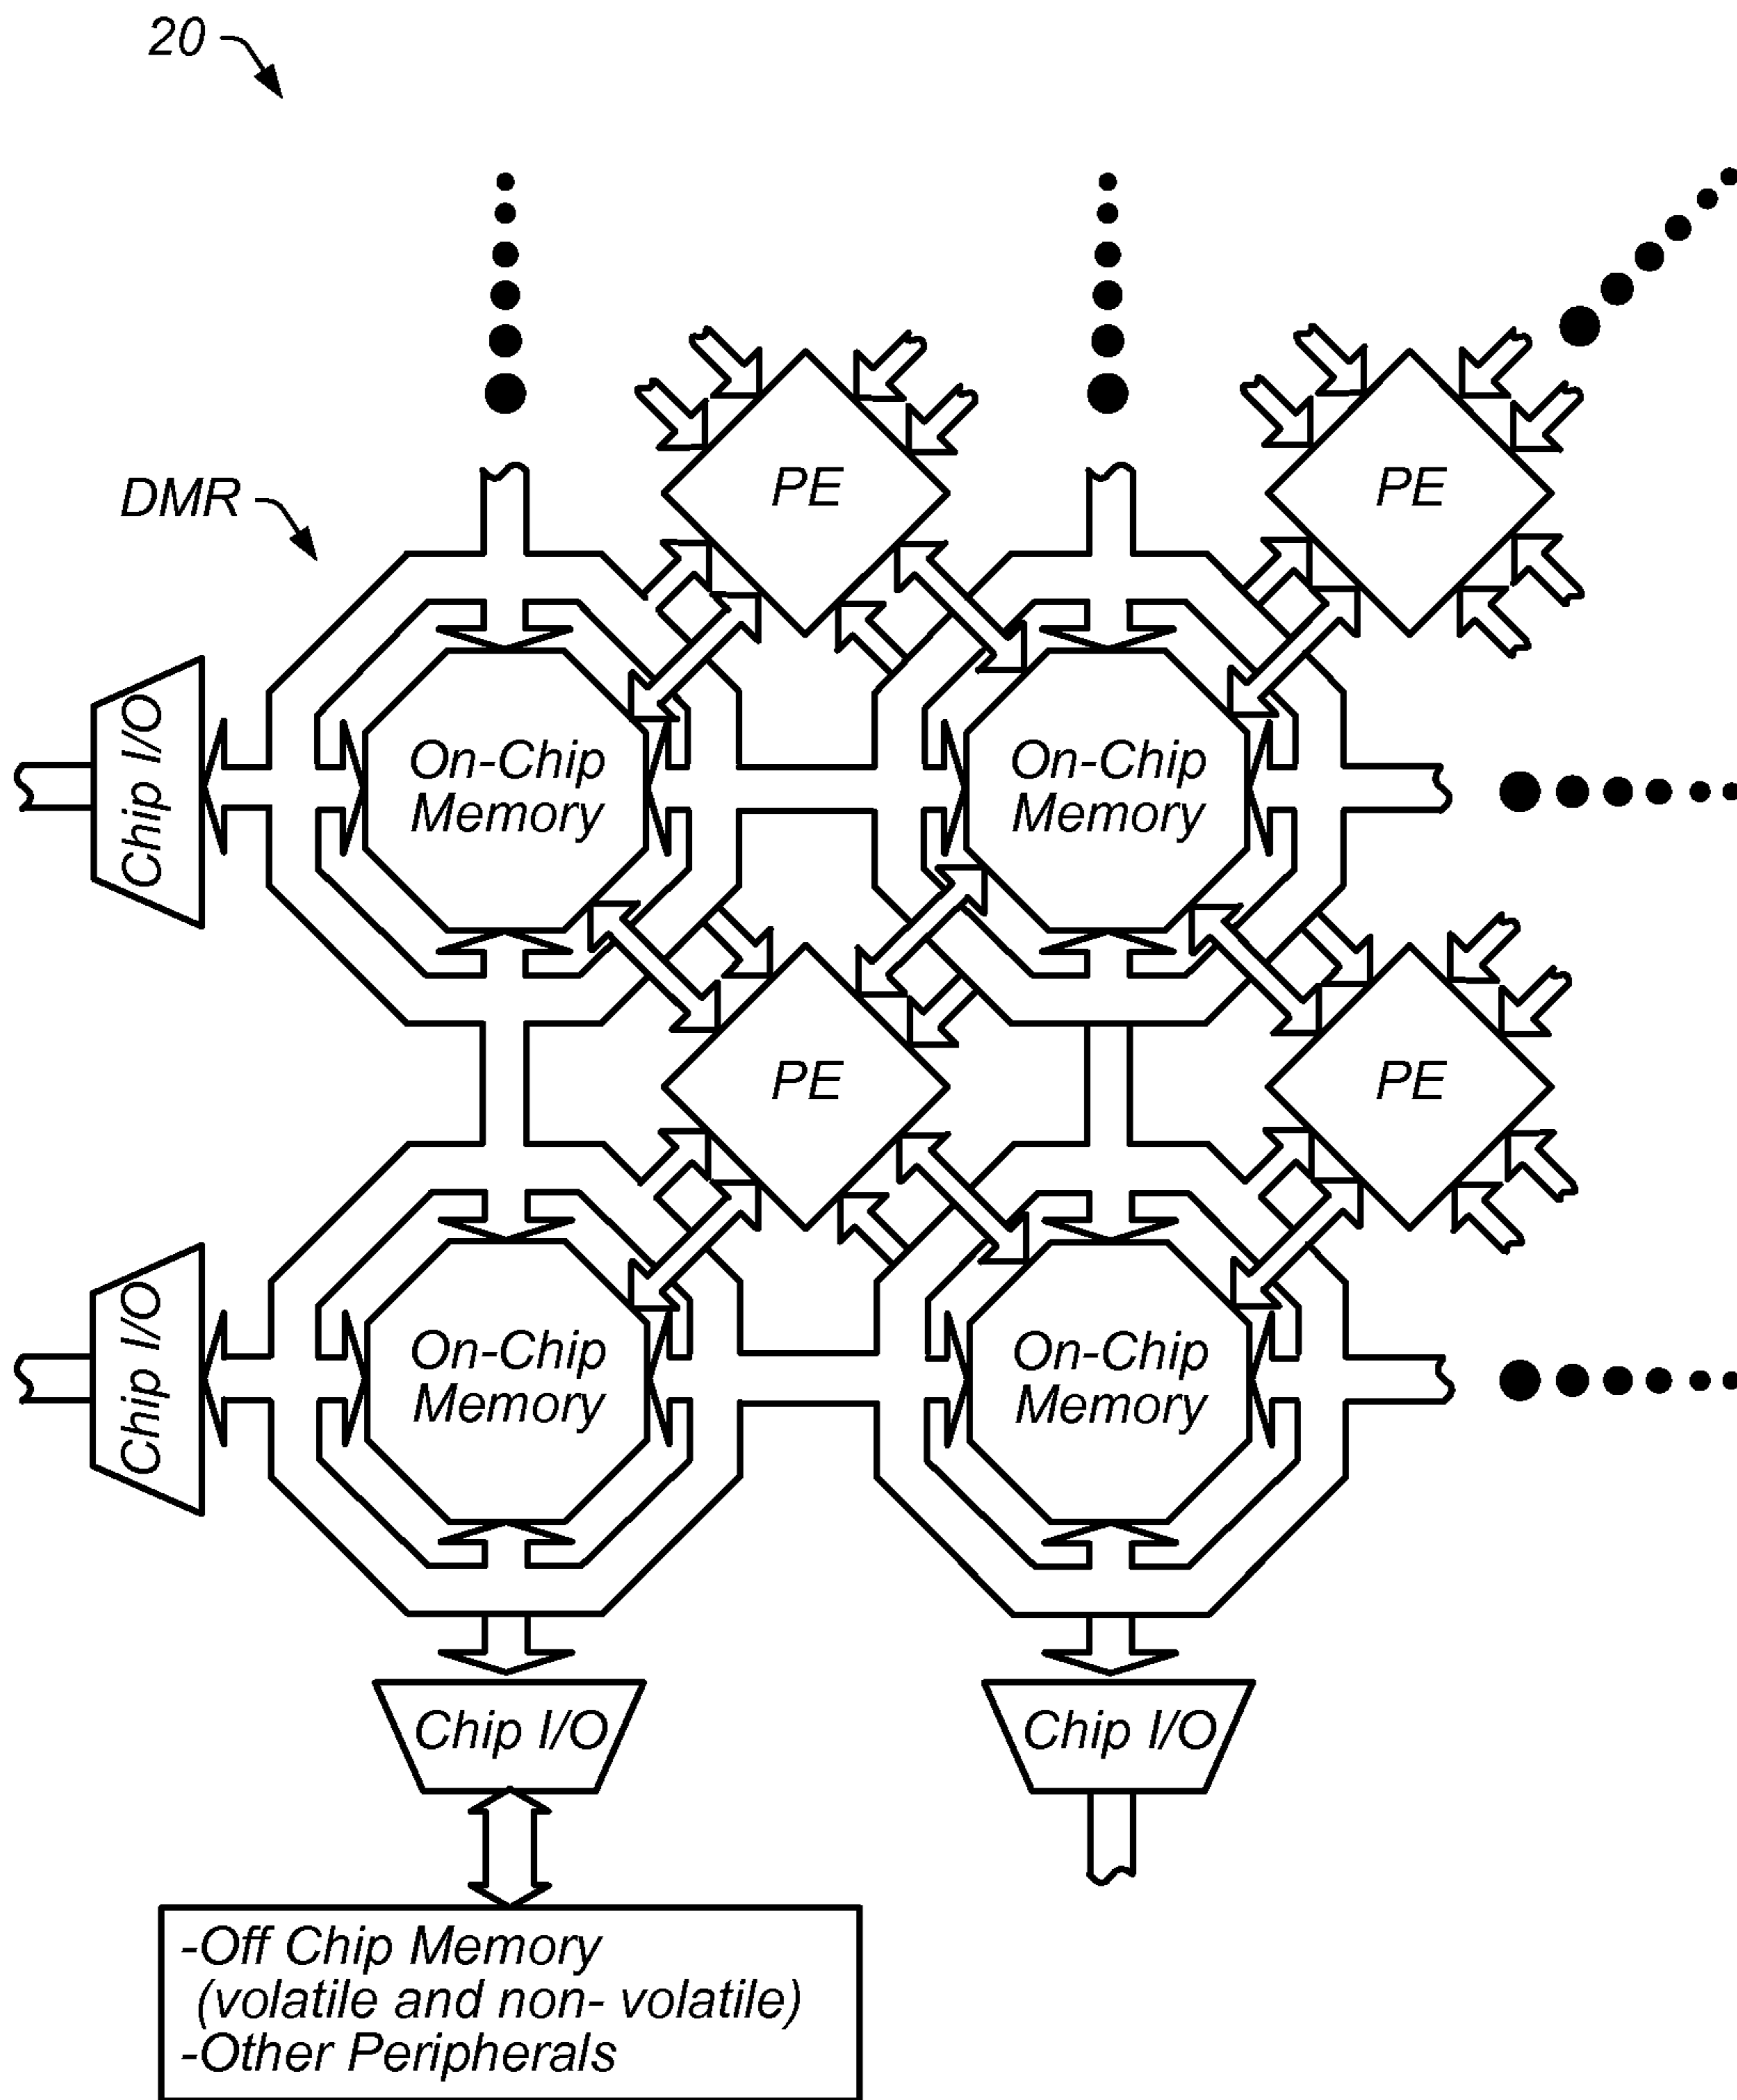 20
PE
PE
DMR
Chip I/O
On-Chip
Memory
On-Chip
Memory
PE
PE
Chip I/O
On-Chip
Memory
On-Chip
Memory
Chip I/O
Chip I/O
-Off Chip Memory
(volatile and non- volatile)
-Other Peripherals